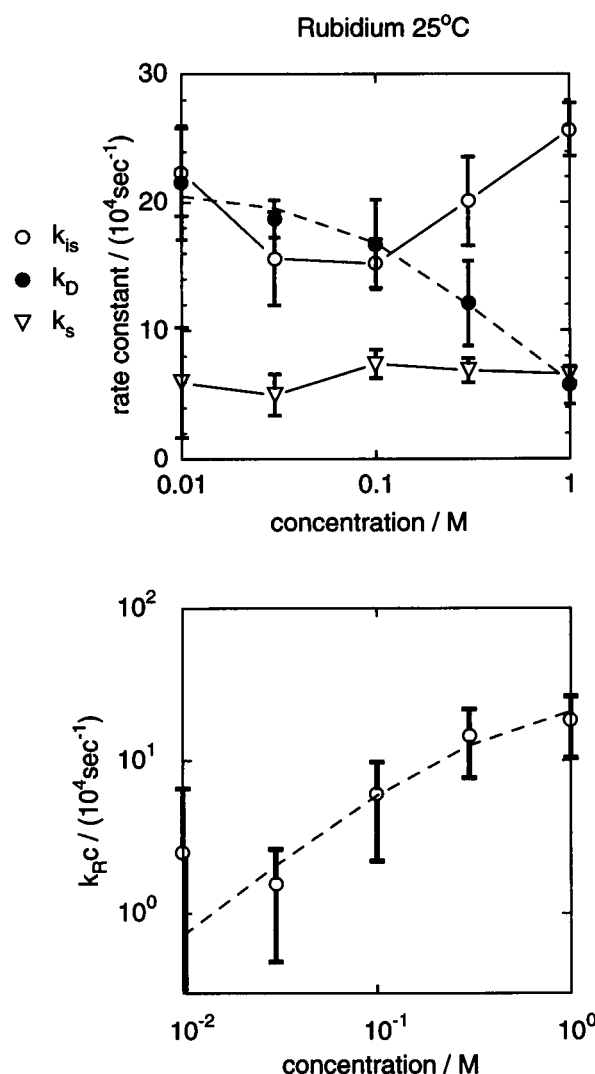 Rubidium 25°C
30
20
10
0
0.01
0.1
1
rate constant / (10⁴sec⁻¹)
concentration / M
k_is
k_D
k_s
10²
10¹
10⁰
10⁻²
10⁻¹
10⁰
k_Rc / (10⁴sec⁻¹)
concentration / M